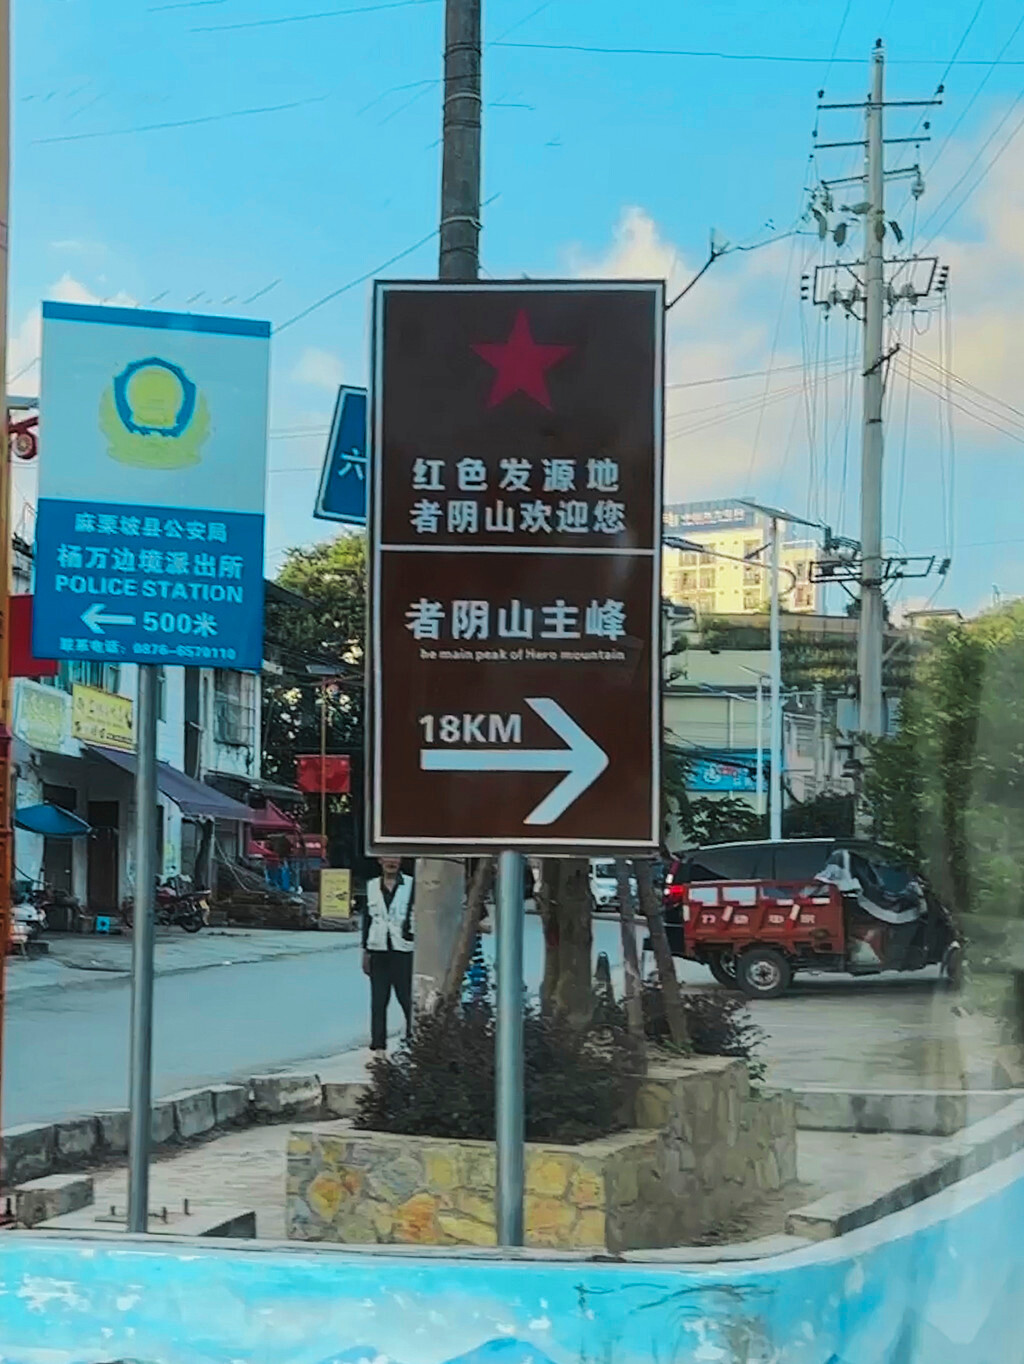 麻栗坡县公安局
杨万边境派出所
POLICE STATION
500米
联系电话：0876-6570110
六
红色发源地
者阴山欢迎您
者阴山主峰
he main peak of Hero mountain
18KM